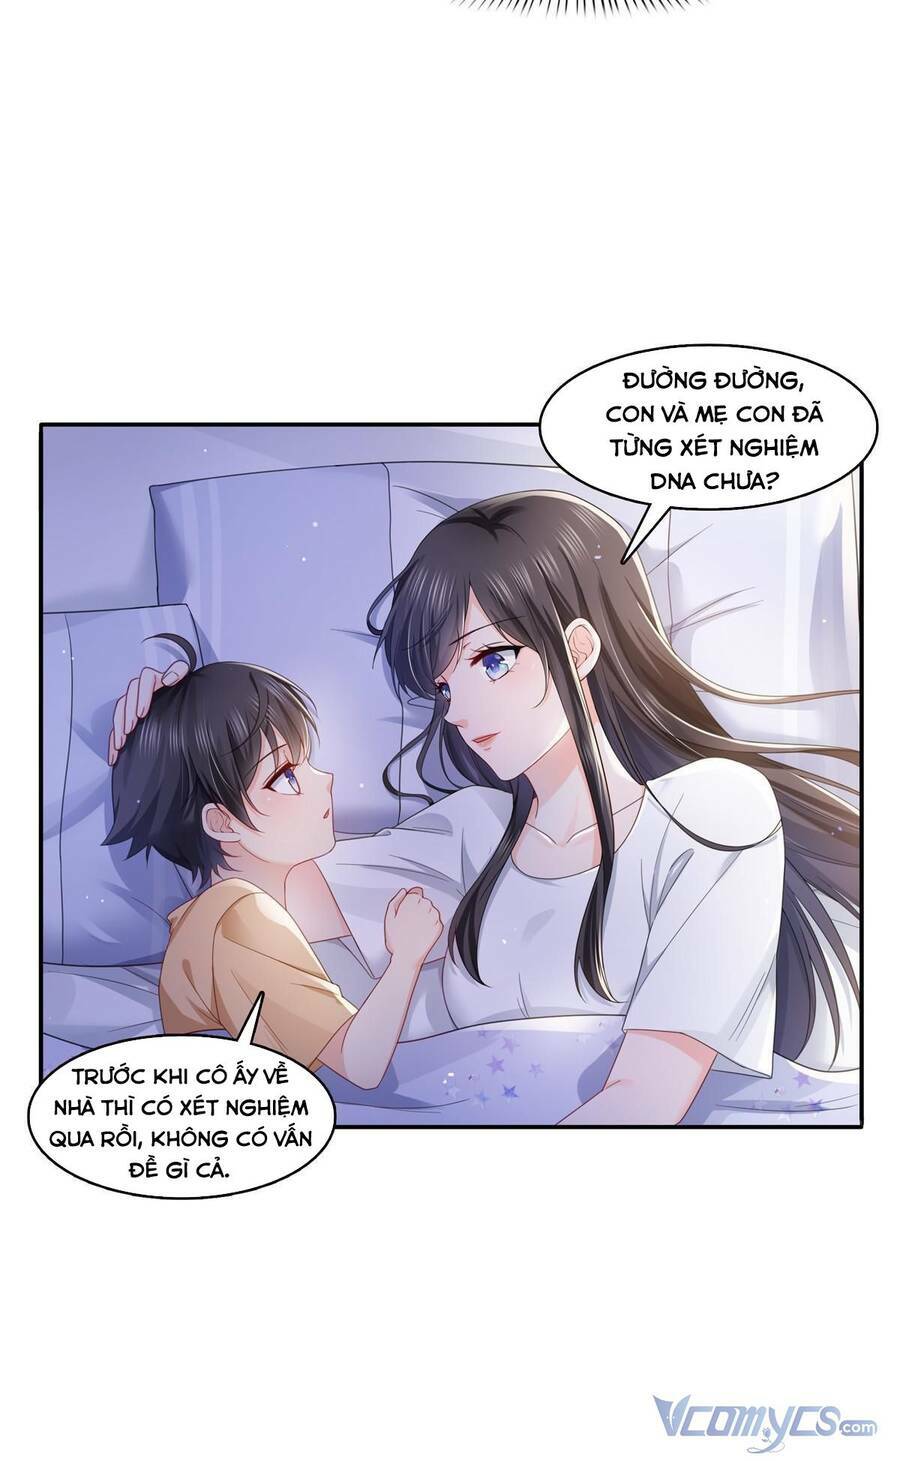 ĐƯỜNG ĐƯỜNG,
CON VÀ MẸ CON ĐÃ
TỪNG XÉT NGHIỆM
DNA CHƯA?
TRƯỚC KHI CÔ ẤY VỀ
NHÀ THÌ CÓ XÉT NGHIỆM
QUA RỒI, KHÔNG CÓ VẤN
ĐỀ GÌ CẢ.
VCOMYCS.com